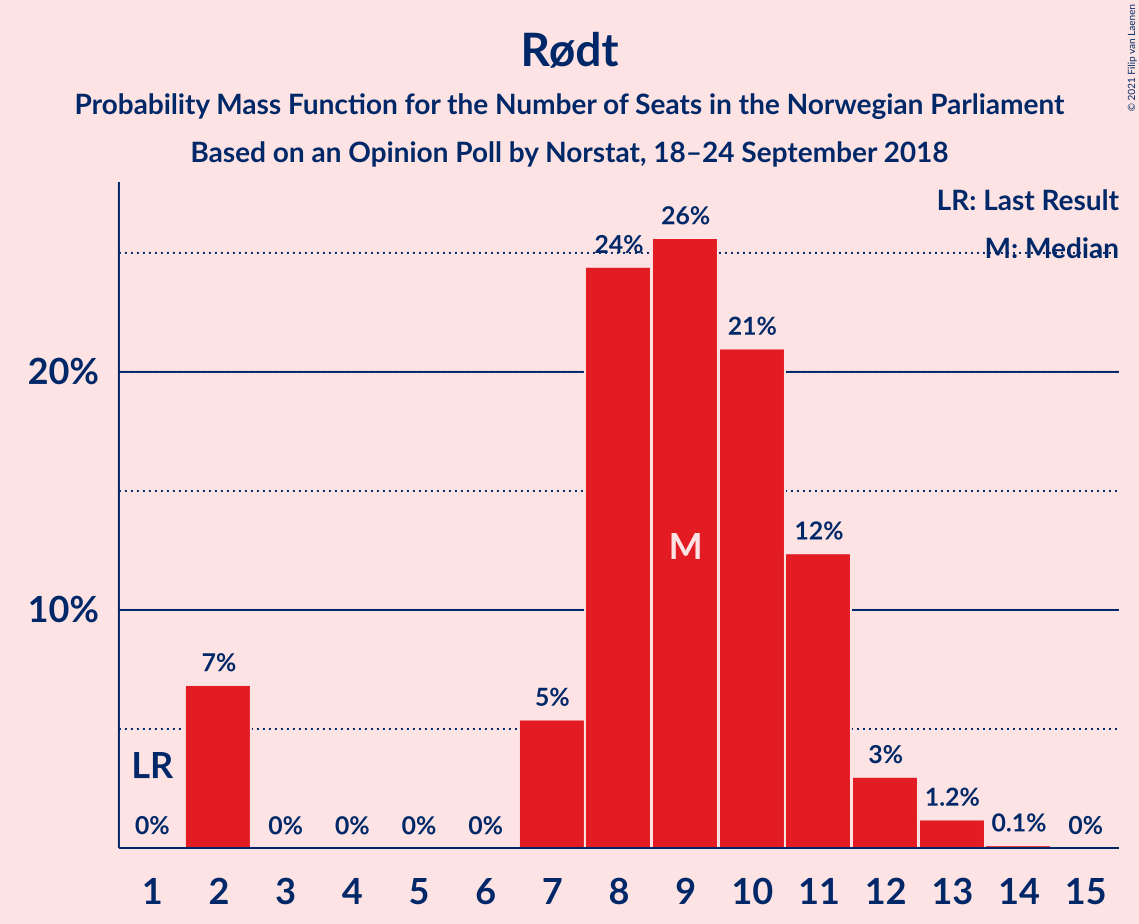 Rødt
Probability Mass Function for the Number of Seats in the Norwegian Parliament
Based on an Opinion Poll by Norstat, 18–24 September 2018
© 2021 Filip van Laenen
LR: Last Result
M: Median
20%
10%
LR
0%
7%
0%
0%
0%
0%
5%
24%
26%
M
21%
12%
3%
1.2%
0.1%
0%
1 2 3 4 5 6 7 8 9 10 11 12 13 14 15